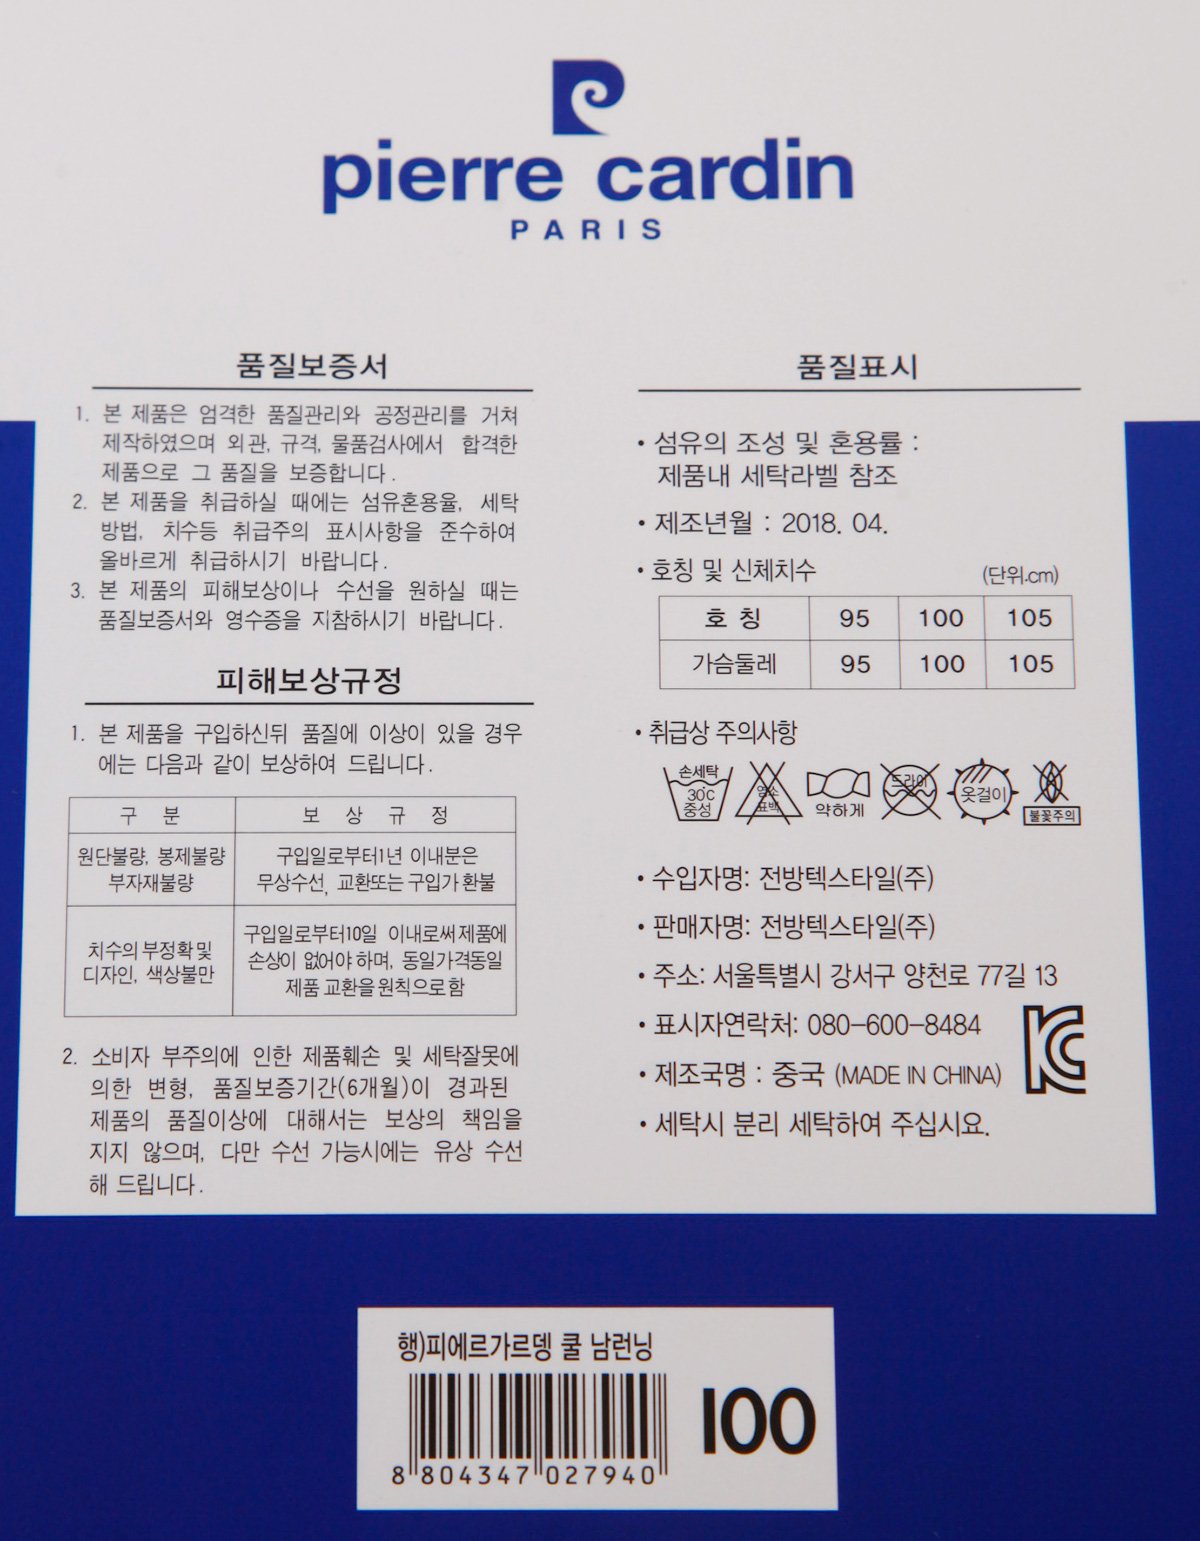 pierre cardin
PARIS
품질보증서
1. 본 제품은 엄격한 품질관리와 공정관리를 거쳐
제작하였으며 외관, 규격, 물품검사에서 합격한
제품으로 그 품질을 보증합니다.
2. 본 제품을 취급하실 때에는 섬유혼용율, 세탁
방법, 치수등 취급주의 표시사항을 준수하여
올바르게 취급하시기 바랍니다.
3. 본 제품의 피해보상이나 수선을 원하실 때는
품질보증서와 영수증을 지참하시기 바랍니다.
피해보상규정
1. 본 제품을 구입하신뒤 품질에 이상이 있을 경우
에는 다음과 같이 보상하여 드립니다.
구 분 보 상 규 정
원단불량, 봉제불량
부자재불량
구입일로부터1년 이내분은
무상수선, 교환또는 구입가 환불
치수의 부정확 및
디자인, 색상불만
구입일로부터10일 이내로써 제품에
손상이 없어야 하며, 동일가격동일
제품 교환을 원칙으로 함
2. 소비자 부주의에 인한 제품훼손 및 세탁잘못에
의한 변형, 품질보증기간(6개월)이 경과된
제품의 품질이상에 대해서는 보상의 책임을
지지 않으며, 다만 수선 가능시에는 유상 수선
해 드립니다.
품질표시
• 섬유의 조성 및 혼용률 :
제품내 세탁라벨 참조
• 제조년월 : 2018. 04.
• 호칭 및 신체치수 (단위.cm)
호 칭 95 100 105
가슴둘레 95 100 105
• 취급상 주의사항
손세탁
30℃
중성
염소
표백
약하게
드라이
옷걸이
불꽃주의
• 수입자명: 전방텍스타일(주)
• 판매자명: 전방텍스타일(주)
• 주소: 서울특별시 강서구 양천로 77길 13
• 표시자연락처: 080-600-8484
• 제조국명 : 중국 (MADE IN CHINA)
• 세탁시 분리 세탁하여 주십시요.
행)피에르가르뎅 쿨 남런닝
100
8 804347 027940